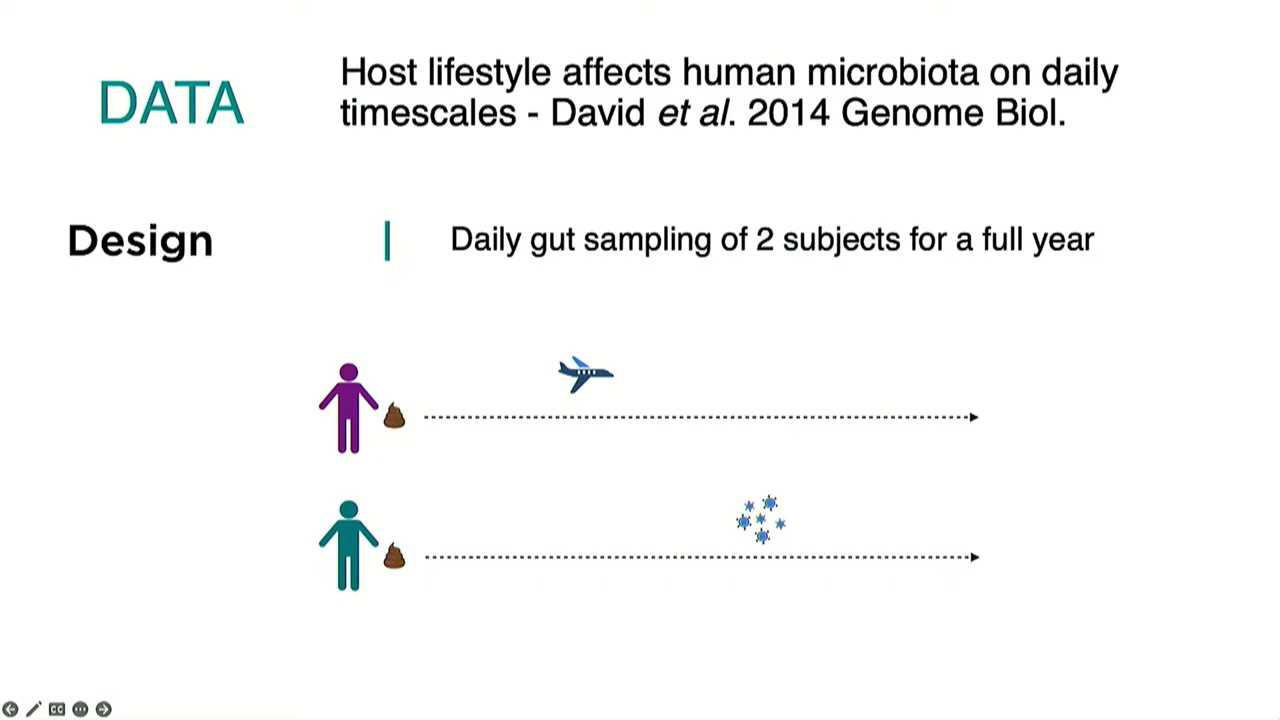 DATA
Host lifestyle affects human microbiota on daily
timescales - David et al. 2014 Genome Biol.
Design
Daily gut sampling of 2 subjects for a full year
CC